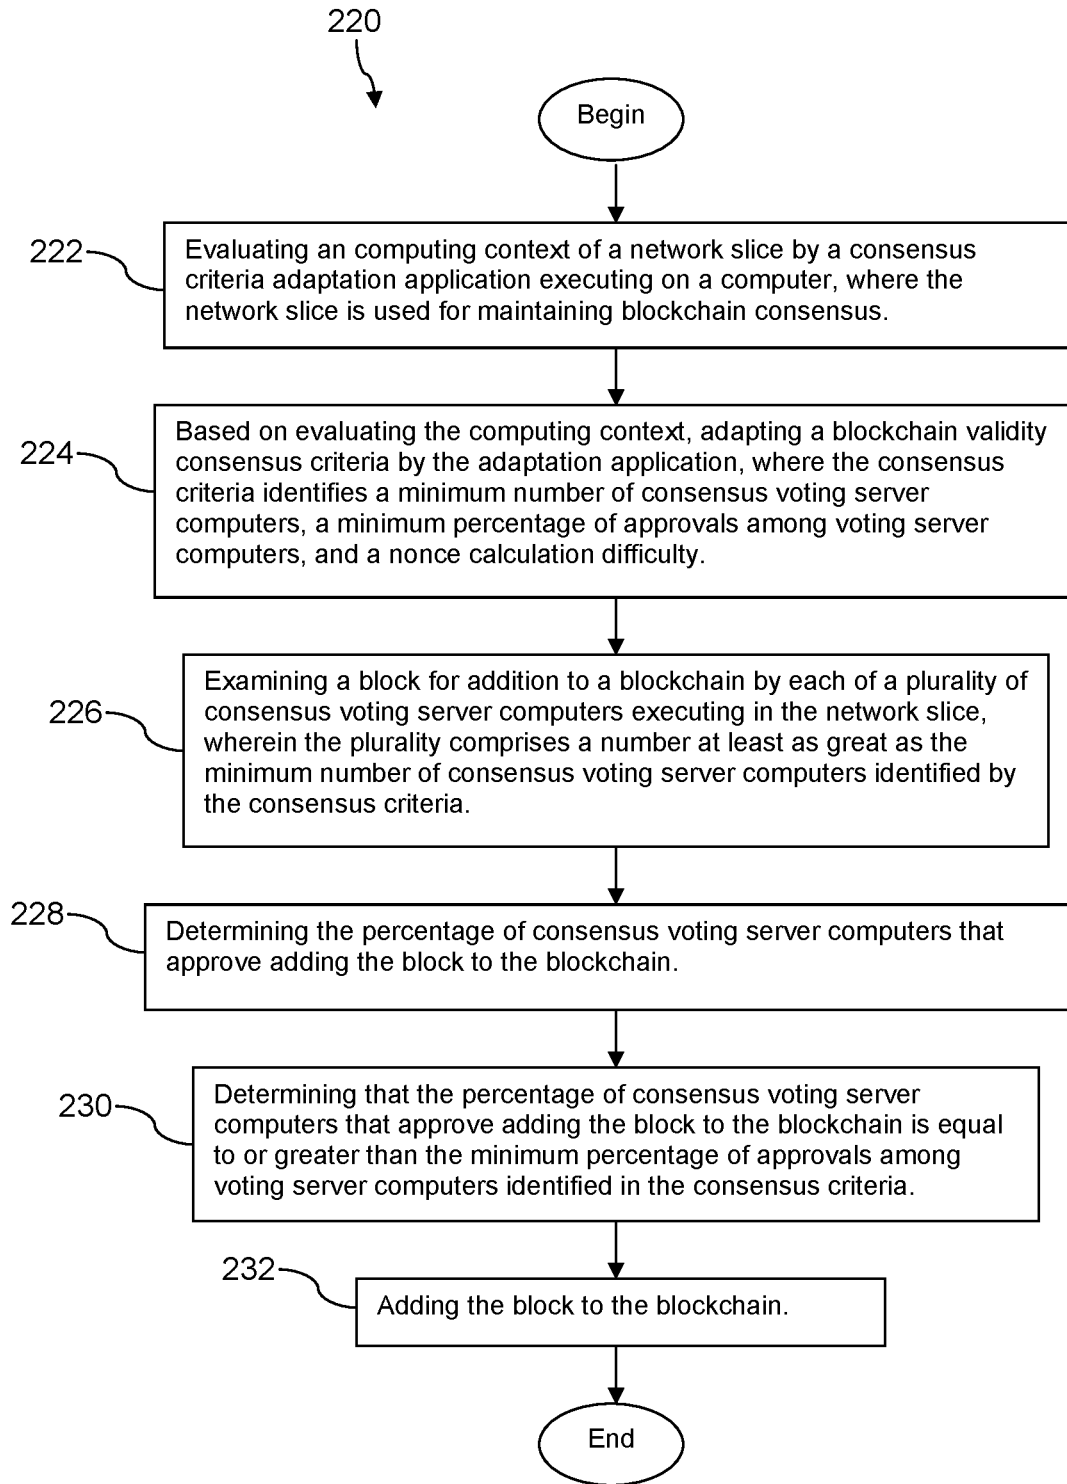 220
Begin
222
Evaluating an computing context of a network slice by a consensus
criteria adaptation application executing on a computer, where the
network slice is used for maintaining blockchain consensus.
224
Based on evaluating the computing context, adapting a blockchain validity
consensus criteria by the adaptation application, where the consensus
criteria identifies a minimum number of consensus voting server
computers, a minimum percentage of approvals among voting server
computers, and a nonce calculation difficulty.
226
Examining a block for addition to a blockchain by each of a plurality of
consensus voting server computers executing in the network slice,
wherein the plurality comprises a number at least as great as the
minimum number of consensus voting server computers identified by
the consensus criteria.
228
Determining the percentage of consensus voting server computers that
approve adding the block to the blockchain.
230
Determining that the percentage of consensus voting server
computers that approve adding the block to the blockchain is equal
to or greater than the minimum percentage of approvals among
voting server computers identified in the consensus criteria.
232
Adding the block to the blockchain.
End